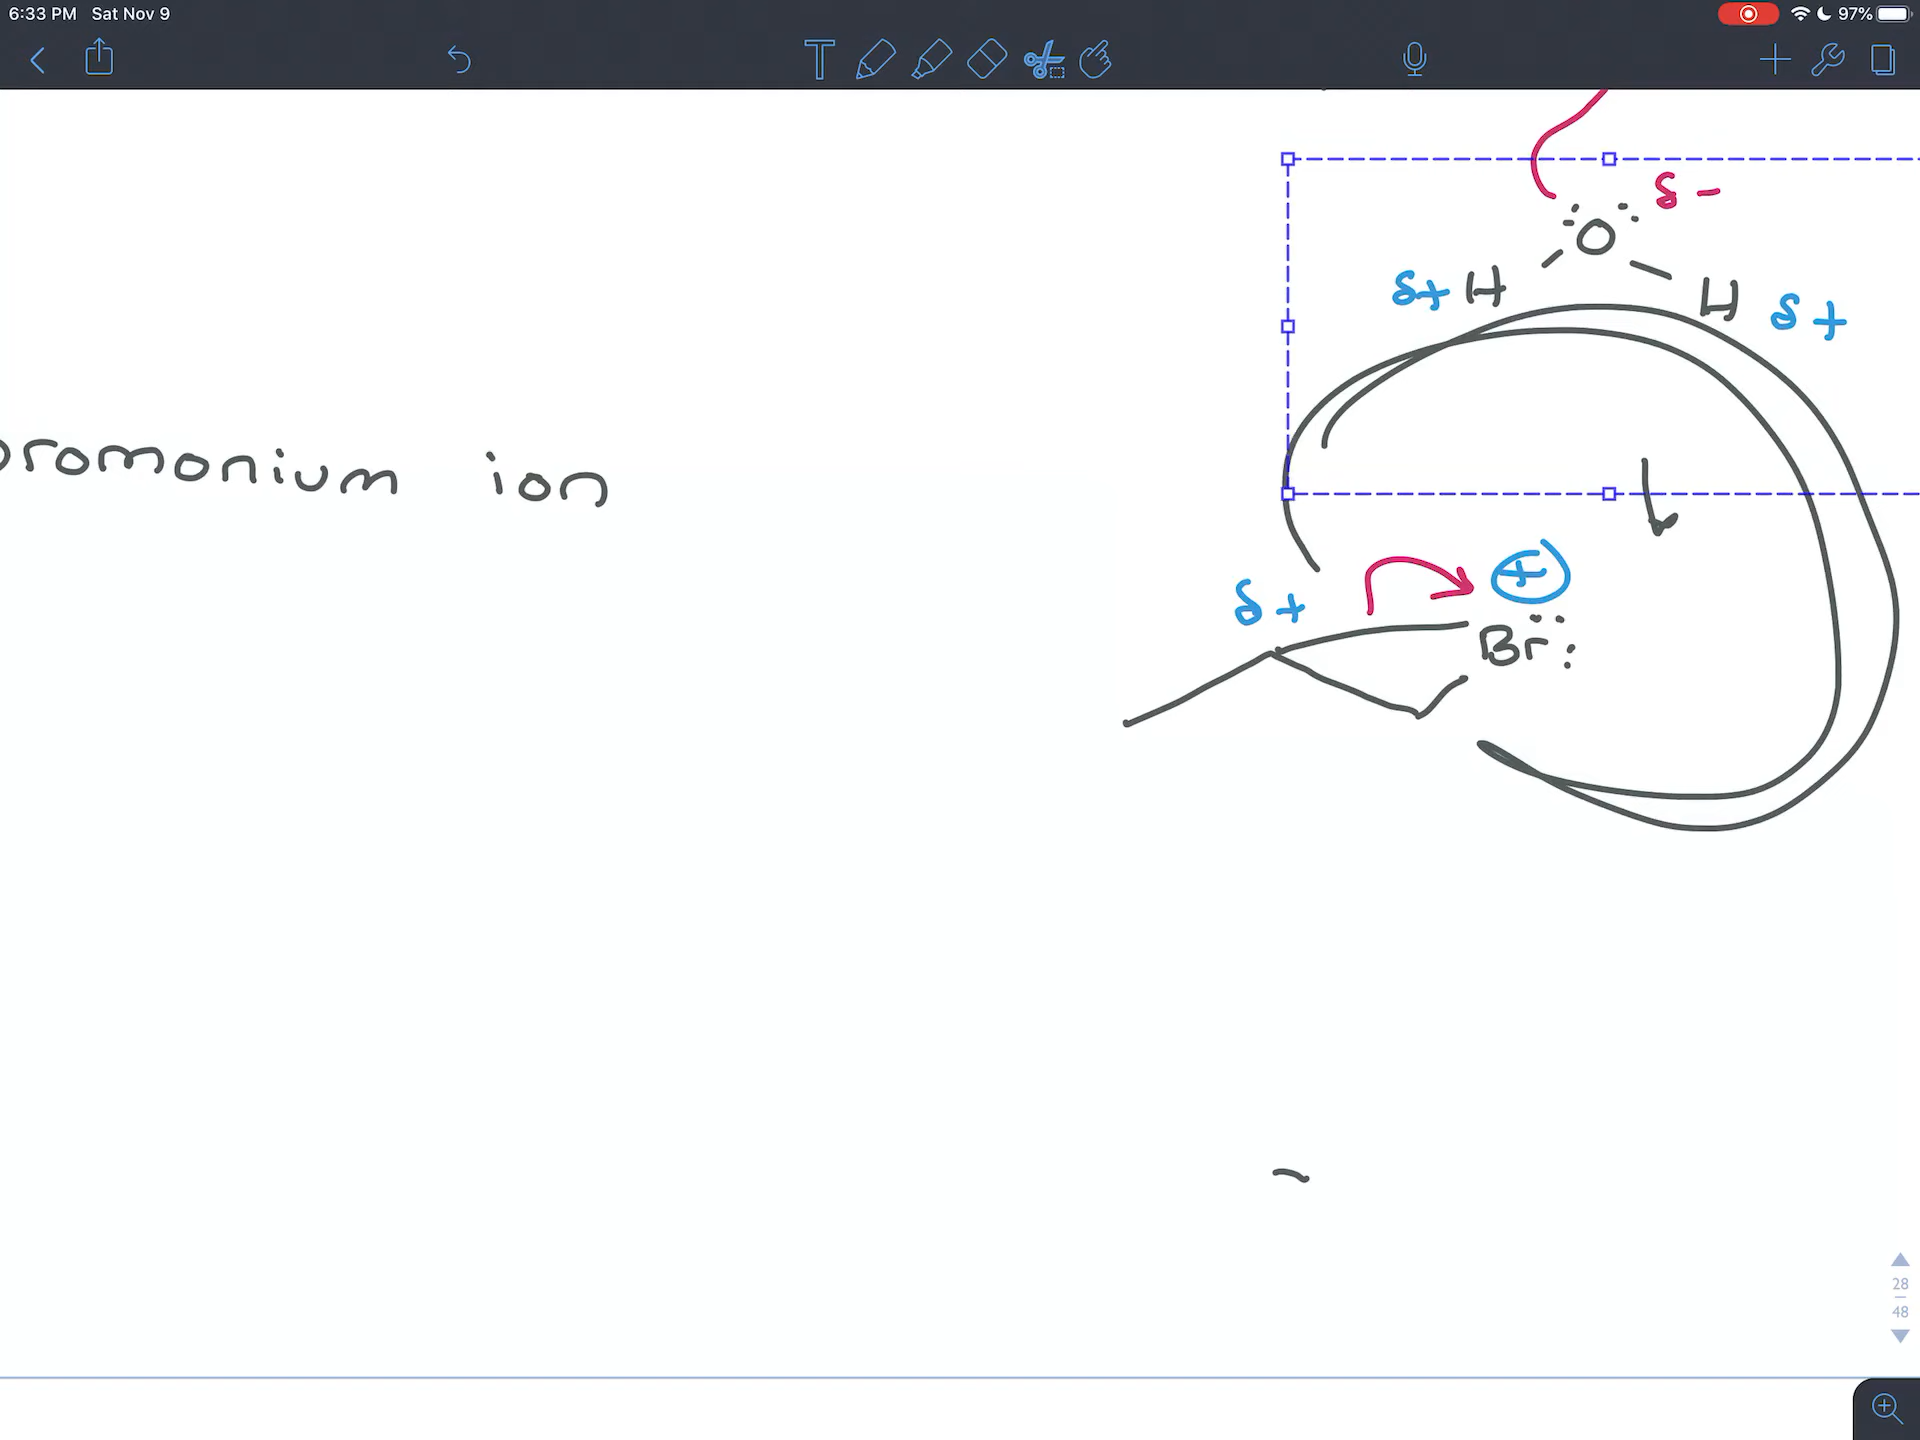 6:33 PM Sat Nov 9
97%
T
δ-
:O:
δ+ H
H δ+
romonium ion
+
δ+
Br:
28
48